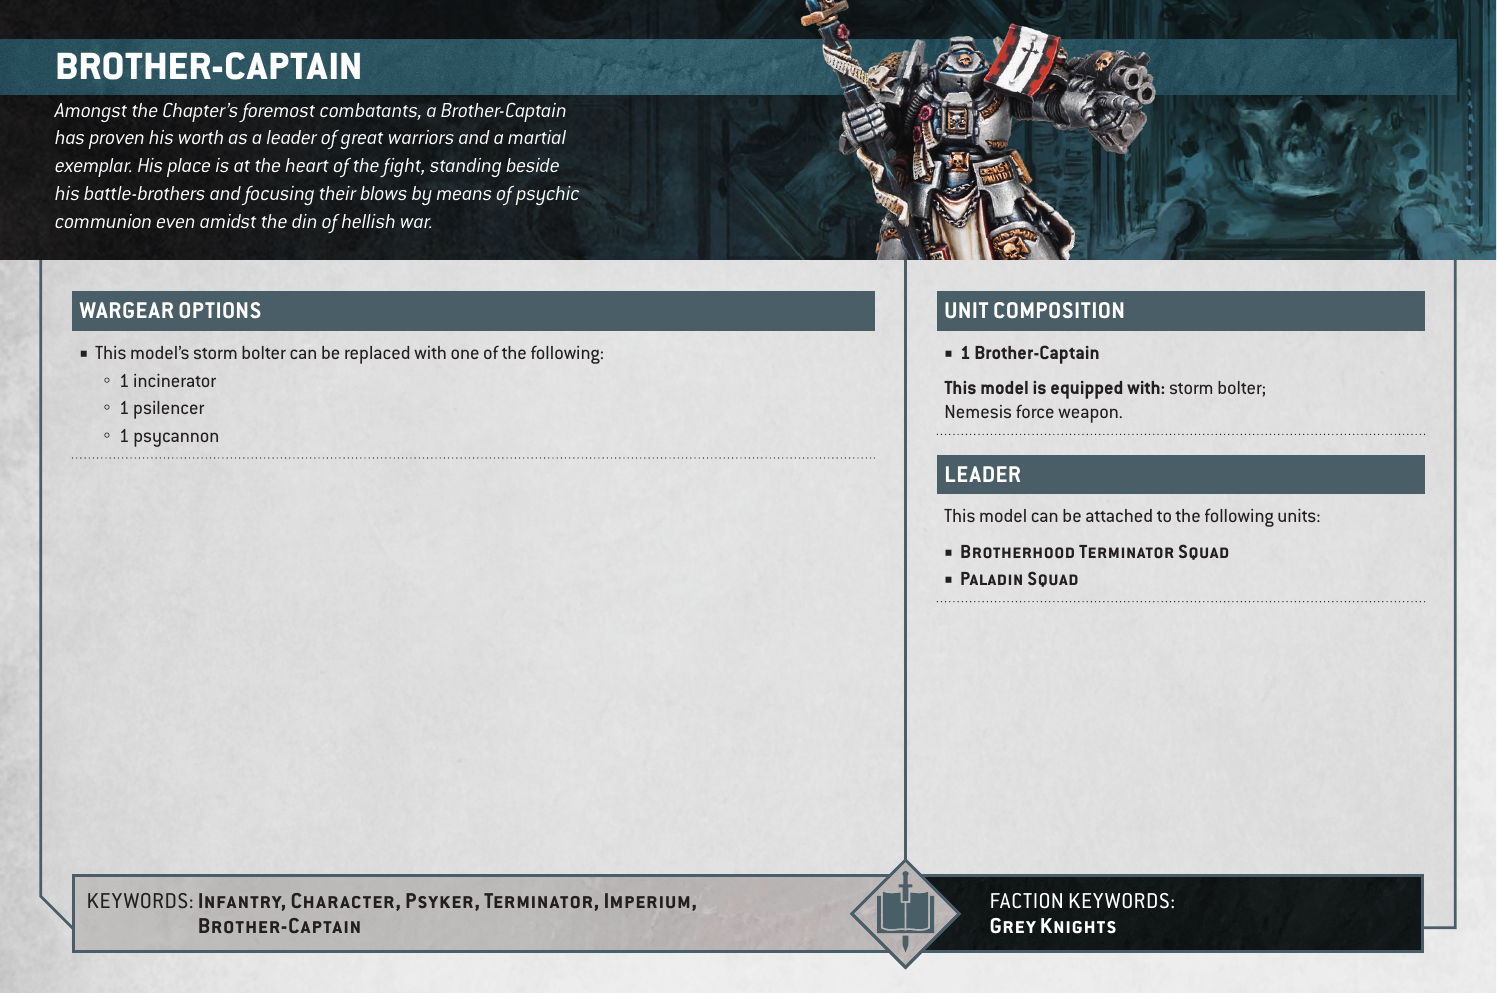 BROTHER-CAPTAIN
Amongst the Chapter’s foremost combatants, a Brother-Captain
has proven his worth as a leader of great warriors and a martial
exemplar. His place is at the heart of the fight, standing beside
his battle-brothers and focusing their blows by means of psychic
communion even amidst the din of hellish war.
WARGEAR OPTIONS
■ This model’s storm bolter can be replaced with one of the following:
◦ 1 incinerator
◦ 1 psilencer
◦ 1 psycannon
UNIT COMPOSITION
■ 1 Brother-Captain
This model is equipped with: storm bolter;
Nemesis force weapon.
LEADER
This model can be attached to the following units:
■ Brotherhood Terminator Squad
■ Paladin Squad
KEYWORDS: Infantry, Character, Psyker, Terminator, Imperium,
Brother-Captain
FACTION KEYWORDS:
Grey Knights